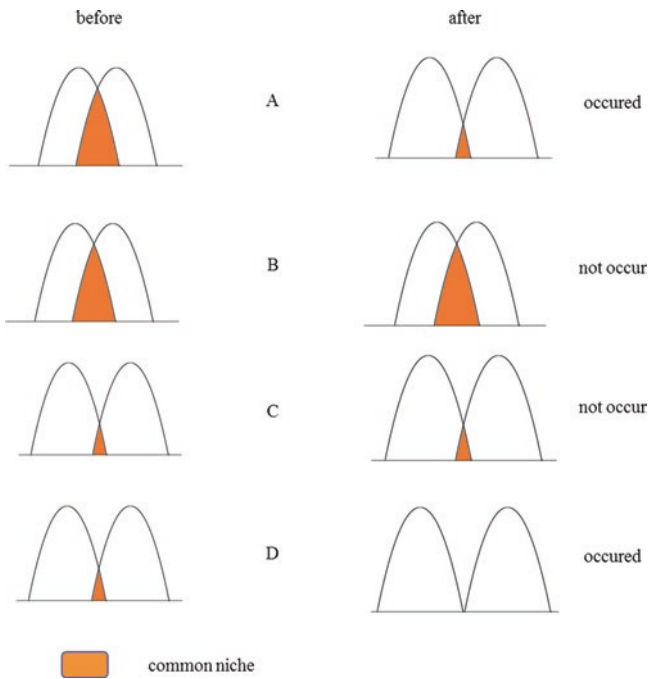 before after
A occured
B not occur
C not occur
D occured
common niche